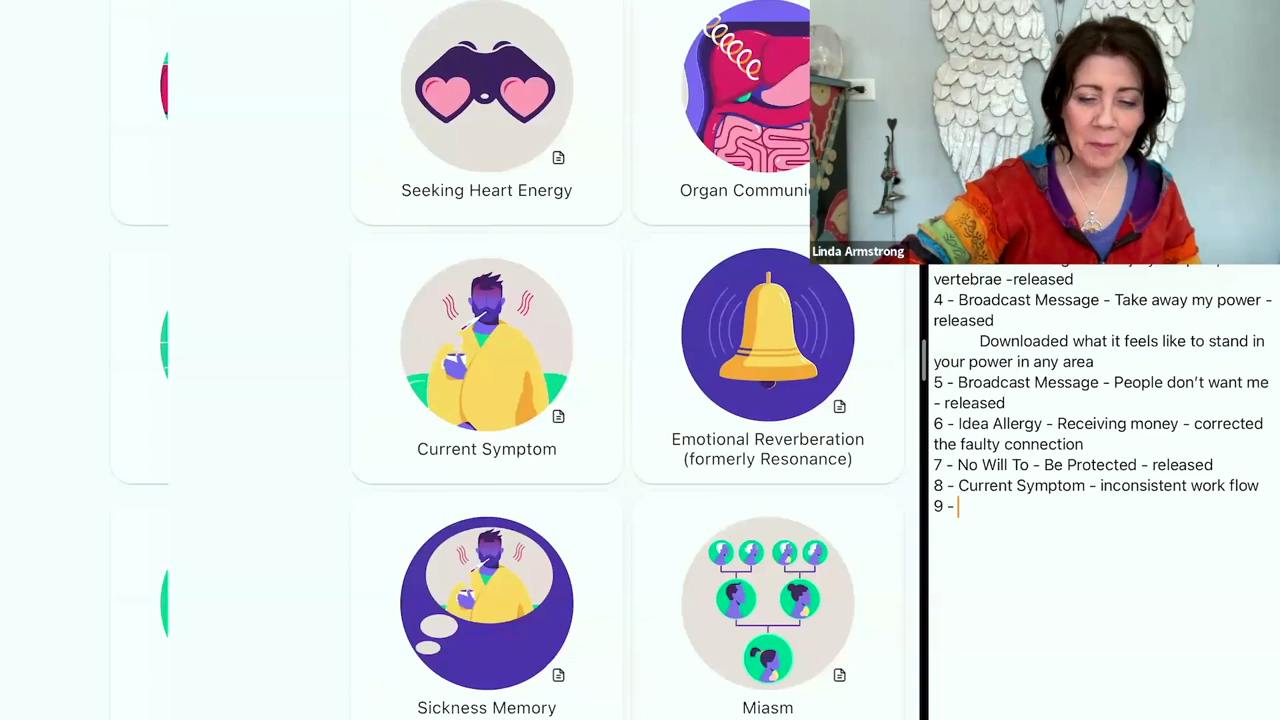 Seeking Heart Energy
Organ Communi
Current Symptom
Emotional Reverberation
(formerly Resonance)
Sickness Memory
Miasm
Linda Armstrong
vertebrae -released
4 - Broadcast Message - Take away my power -
released
Downloaded what it feels like to stand in
your power in any area
5 - Broadcast Message - People don’t want me
- released
6 - Idea Allergy - Receiving money - corrected
the faulty connection
7 - No Will To - Be Protected - released
8 - Current Symptom - inconsistent work flow
9 -